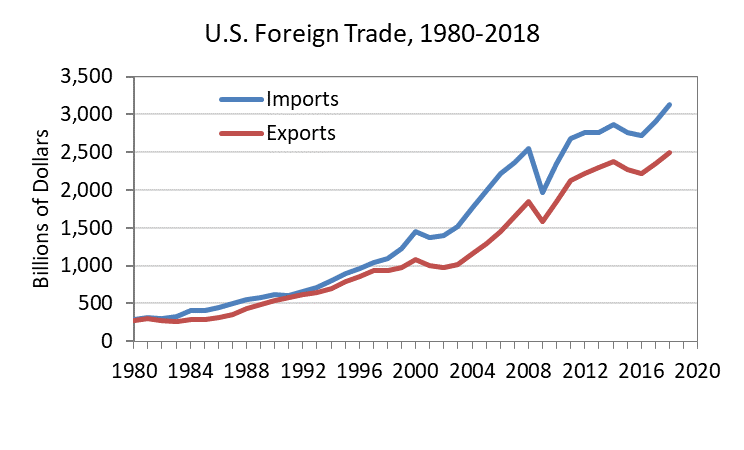 U.S. Foreign Trade, 1980-2018
3,500
3,000
2,500
2,000
1,500
1,000
500
0
Billions of Dollars
Imports
Exports
1980 1984 1988 1992 1996 2000 2004 2008 2012 2016 2020